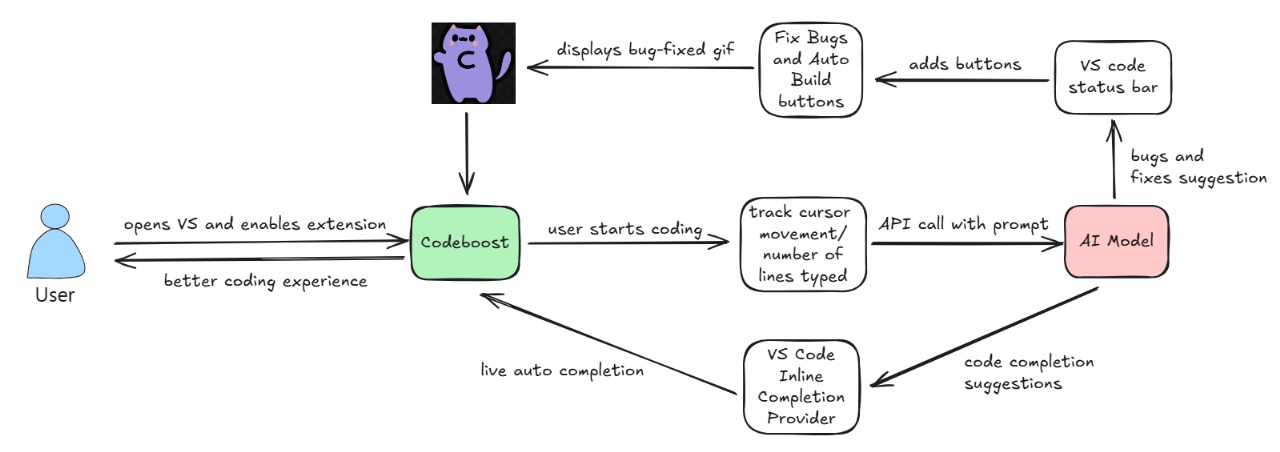 displays bug-fixed gif
Fix Bugs
and Auto
Build
buttons
adds buttons
VS code
status bar
bugs and
fixes suggestion
User
opens VS and enables extension
better coding experience
Codeboost
user starts coding
track cursor
movement/
number of
lines typed
API call with prompt
AI Model
code completion
suggestions
VS Code
Inline
Completion
Provider
live auto completion
C